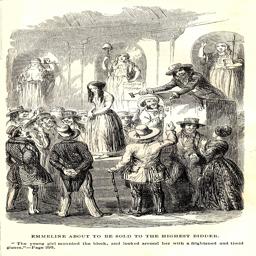 EMMELINE ABOUT TO BE SOLD TO THE HIGHEST BIDDER.
"The young girl mounted the block, and looked around her with a frightened and timid
glance."—Page